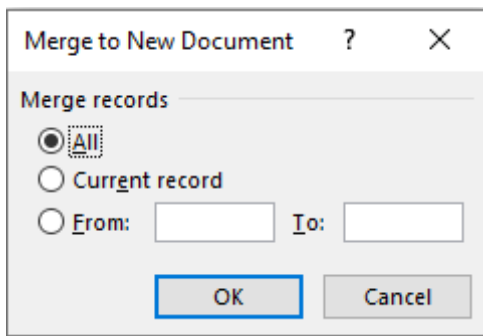 Merge to New Document ?
Merge records
All
Current record
From: To:
OK Cancel